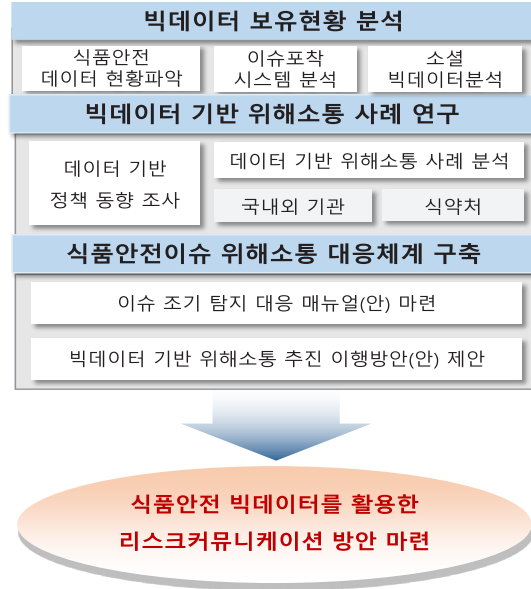 빅데이터 보유현황 분석
식품안전
데이터 현황파악
이슈포착
시스템 분석
소셜
빅데이터분석
빅데이터 기반 위해소통 사례 연구
데이터 기반
정책 동향 조사
데이터 기반 위해소통 사례 분석
국내외 기관
식약처
식품안전이슈 위해소통 대응체계 구축
이슈 조기 탐지 대응 매뉴얼(안) 마련
빅데이터 기반 위해소통 추진 이행방안(안) 제안
식품안전 빅데이터를 활용한
리스크커뮤니케이션 방안 마련